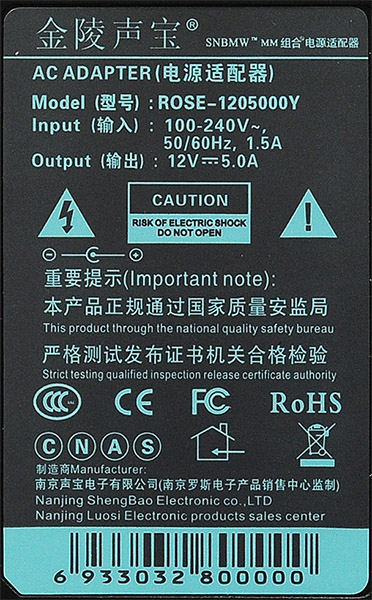 金陵声宝® SNBMW™ MM组合®电源适配器
AC ADAPTER(电源适配器)
Model (型号): ROSE-1205000Y
Input (输入) : 100-240V~,
50/60Hz, 1.5A
Output (输出) : 12V⎓5.0A
CAUTION
RISK OF ELECTRIC SHOCK
DO NOT OPEN
重要提示(Important note):
本产品正规通过国家质量安监局
This product through the national quality safety bureau
严格测试发布证书机关合格检验
Strict testing qualified inspection release certificate authority
CCC CE FC RoHS
CNAS
制造商Manufacturer:
南京声宝电子有限公司(南京罗斯电子产品销售中心监制)
Nanjing ShengBao Electronic co.,LTD
Nanjing Luosi Electronic products sales center
6 933032 800000